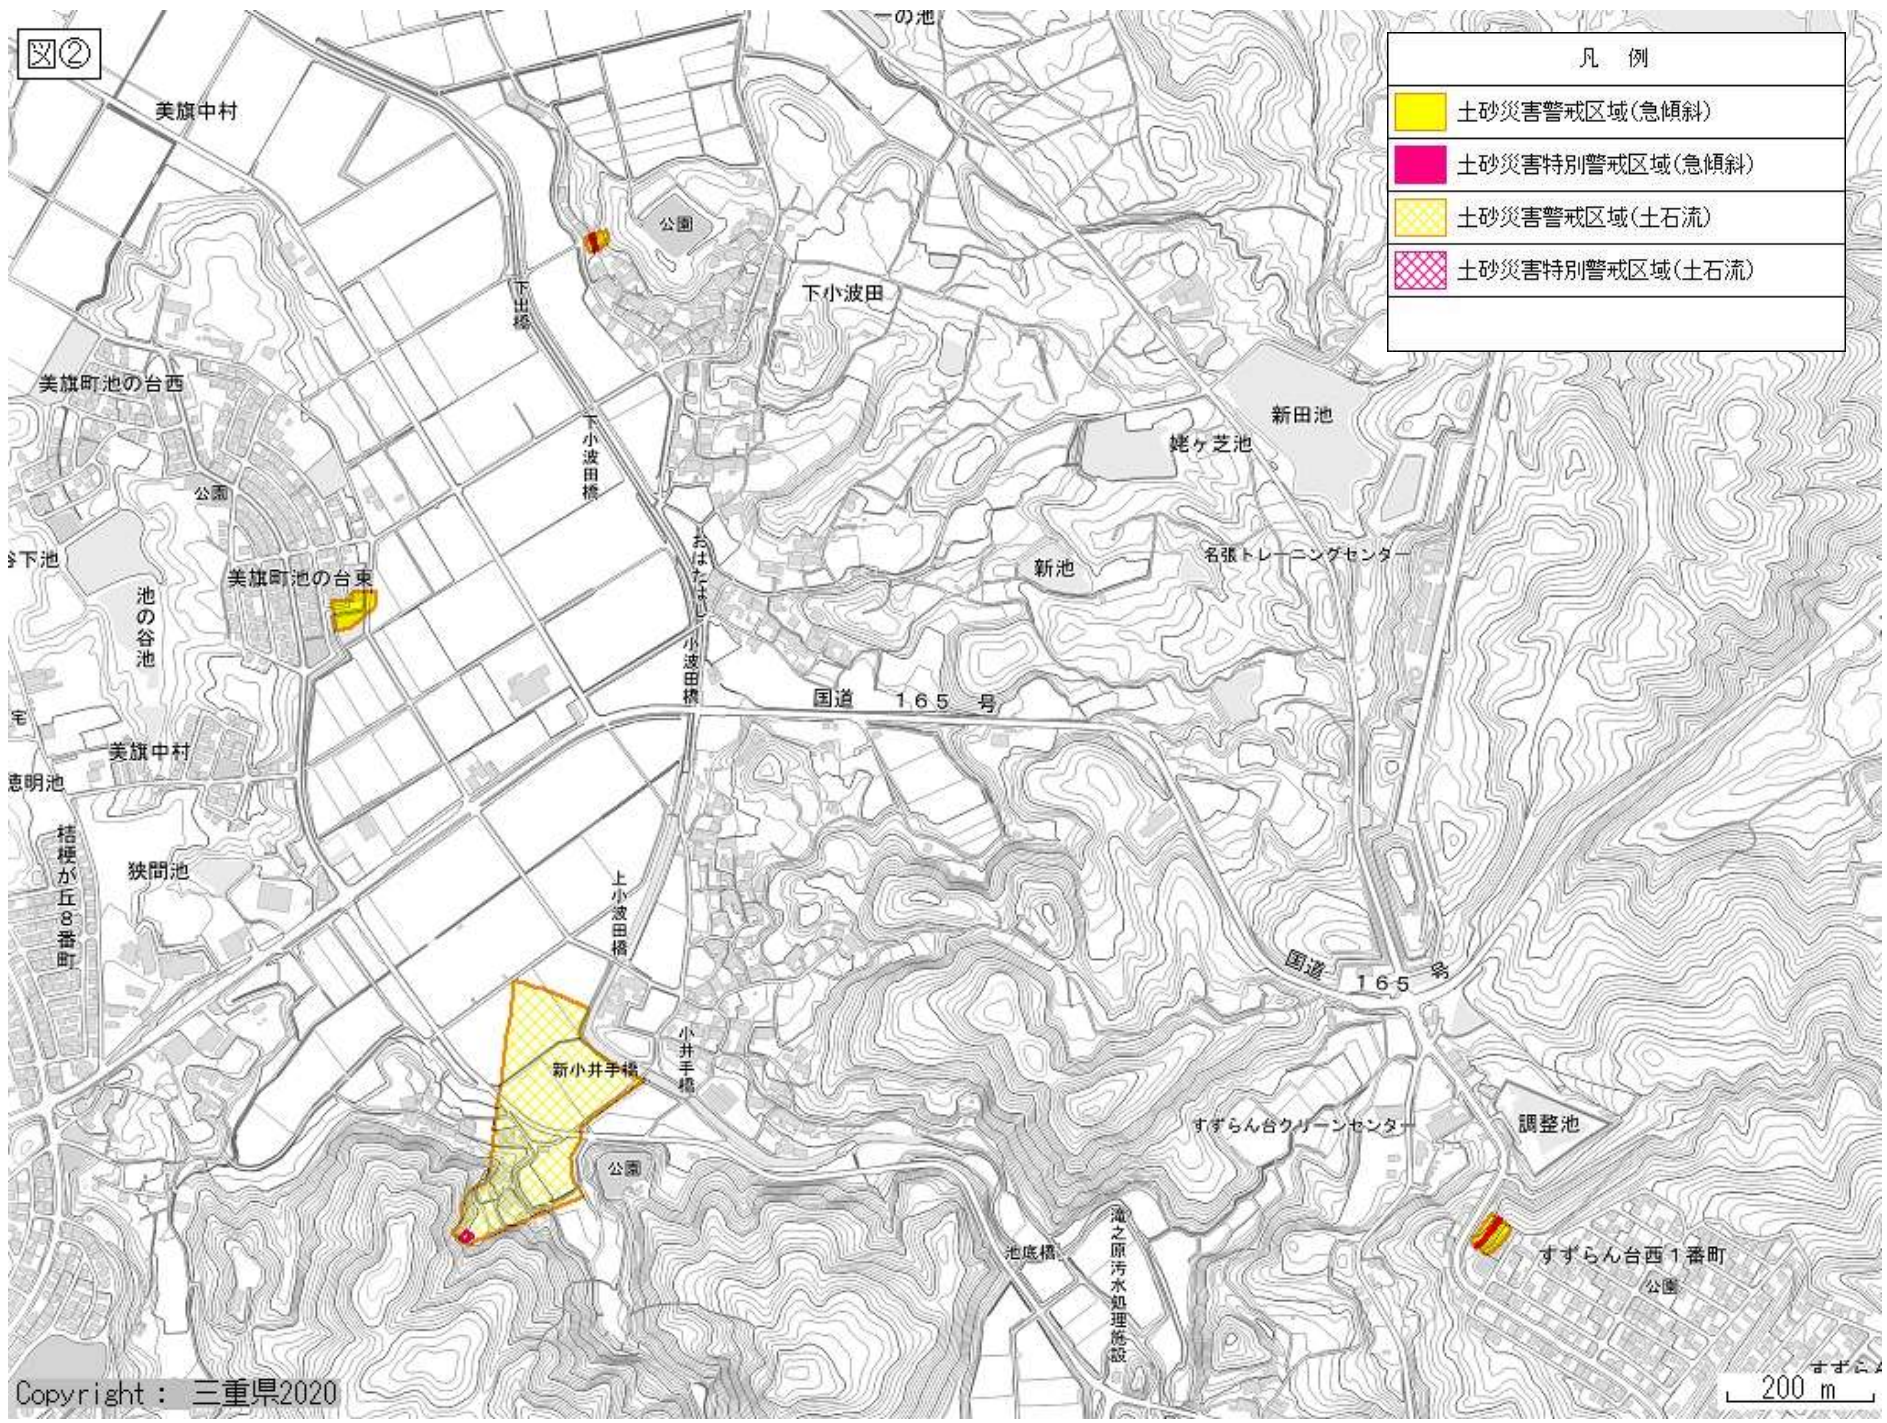 図②
一の池
凡 例
土砂災害警戒区域(急傾斜)
土砂災害特別警戒区域(急傾斜)
土砂災害警戒区域(土石流)
土砂災害特別警戒区域(土石流)
美旗中村
公園
下出橋
下小波田
美旗町池の台西
新田池
姥ヶ芝池
下小波田橋
公園
おはたはし
谷下池
新池
名張トレーニングセンター
美旗町池の台東
池の谷池
小波田橋
国道 165 号
宅
美旗中村
恵明池
桔梗が丘8番町
狭間池
上小波田橋
国道 165 号
新小井手橋
小井手橋
公園
すずらん台クリーンセンター
調整池
池底橋
滝之原汚水処理施設
すずらん台西1番町
公園
すずらん
Copyright : 三重県2020
200 m